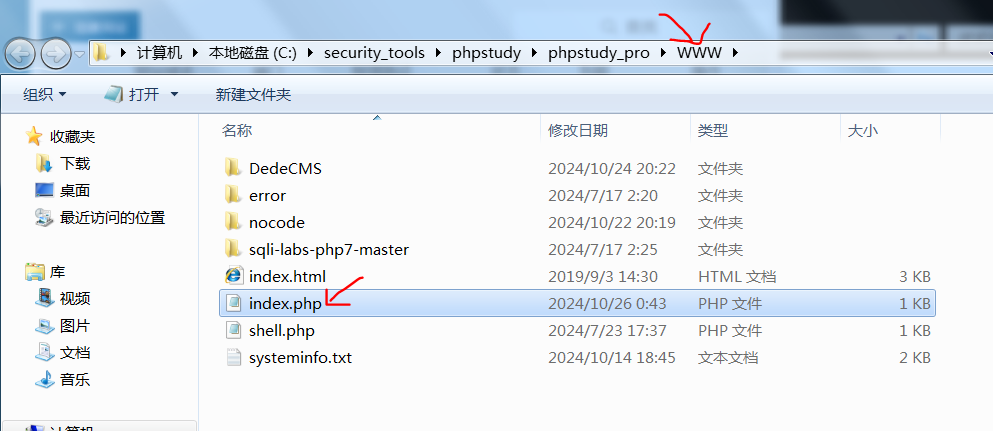 计算机 本地磁盘 (C:) security_tools phpstudy phpstudy_pro WWW
组织 打开 新建文件夹
名称 修改日期 类型 大小
收藏夹
下载
桌面
最近访问的位置
库
视频
图片
文档
音乐
计算机
DedeCMS 2024/10/24 20:22 文件夹
error 2024/7/17 2:20 文件夹
nocode 2024/10/22 20:19 文件夹
sqli-labs-php7-master 2024/7/17 2:25 文件夹
index.html 2019/9/3 14:30 HTML 文档 3 KB
index.php 2024/10/26 0:43 PHP 文件 1 KB
shell.php 2024/7/23 17:37 PHP 文件 1 KB
systeminfo.txt 2024/10/14 18:45 文本文档 2 KB